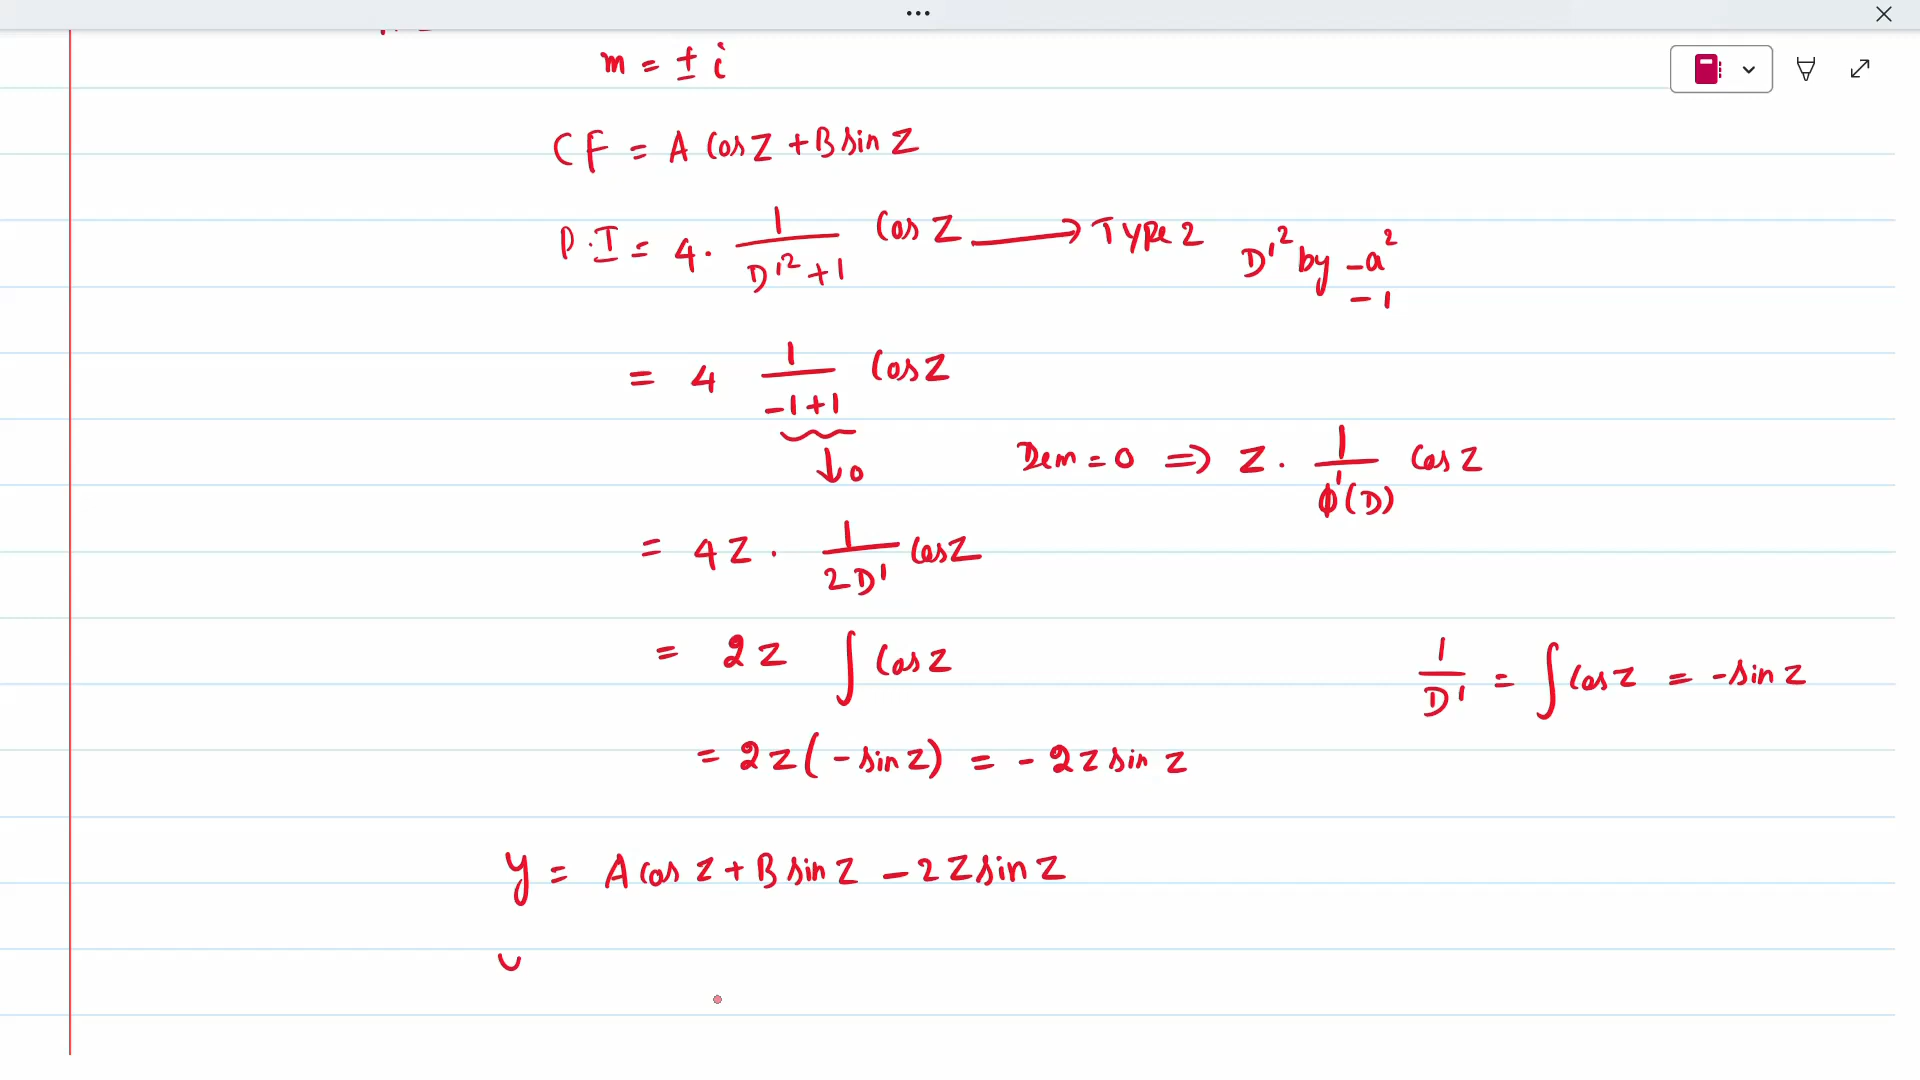 m = ± i
CF = A Cos Z + B sin Z
P.I = 4. 1/(D'² + 1) Cos Z ⟶ Type 2 D'² by -a²
-1
= 4 1/(-1+1) Cos Z
↓ 0 Dem = 0 ⇒ Z. 1/ϕ'(D) Cos Z
= 4Z . 1/2D' Cos Z
= 2Z ∫ Cos Z 1/D' = ∫ Cos Z = -sin Z
= 2Z(-sin Z) = -2Z sin Z
y = A Cos Z + B sin Z - 2Z sin Z